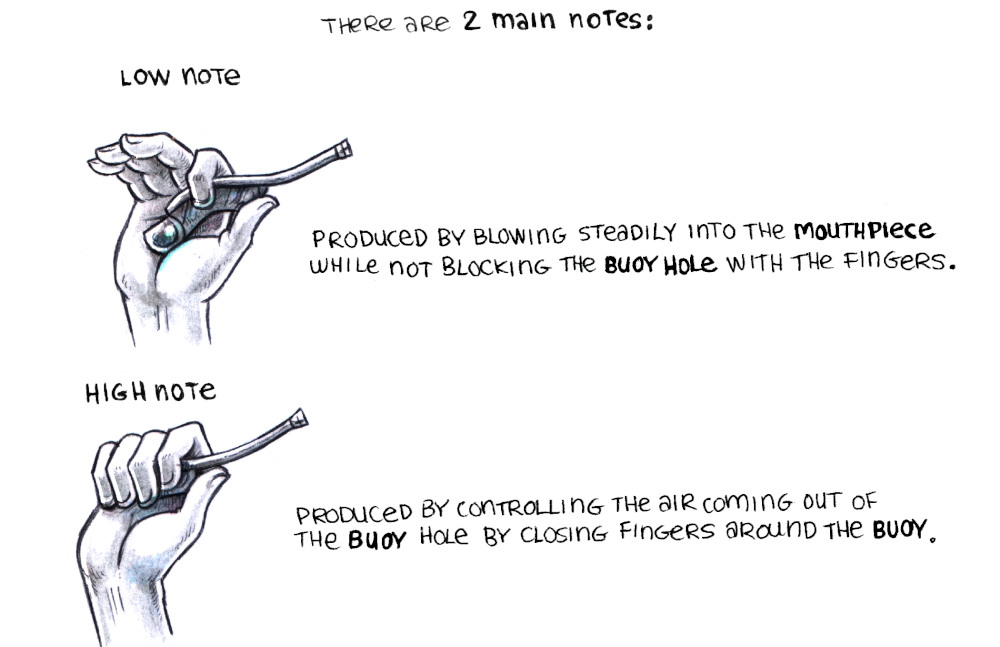 THERE ARE 2 MAIN NOTES:
LOW NOTE
PRODUCED BY BLOWING STEADILY INTO THE MOUTHPIECE
WHILE NOT BLOCKING THE BUOY HOLE WITH THE FINGERS.
HIGH NOTE
PRODUCED BY CONTROLLING THE AIR COMING OUT OF
THE BUOY HOLE BY CLOSING FINGERS AROUND THE BUOY.